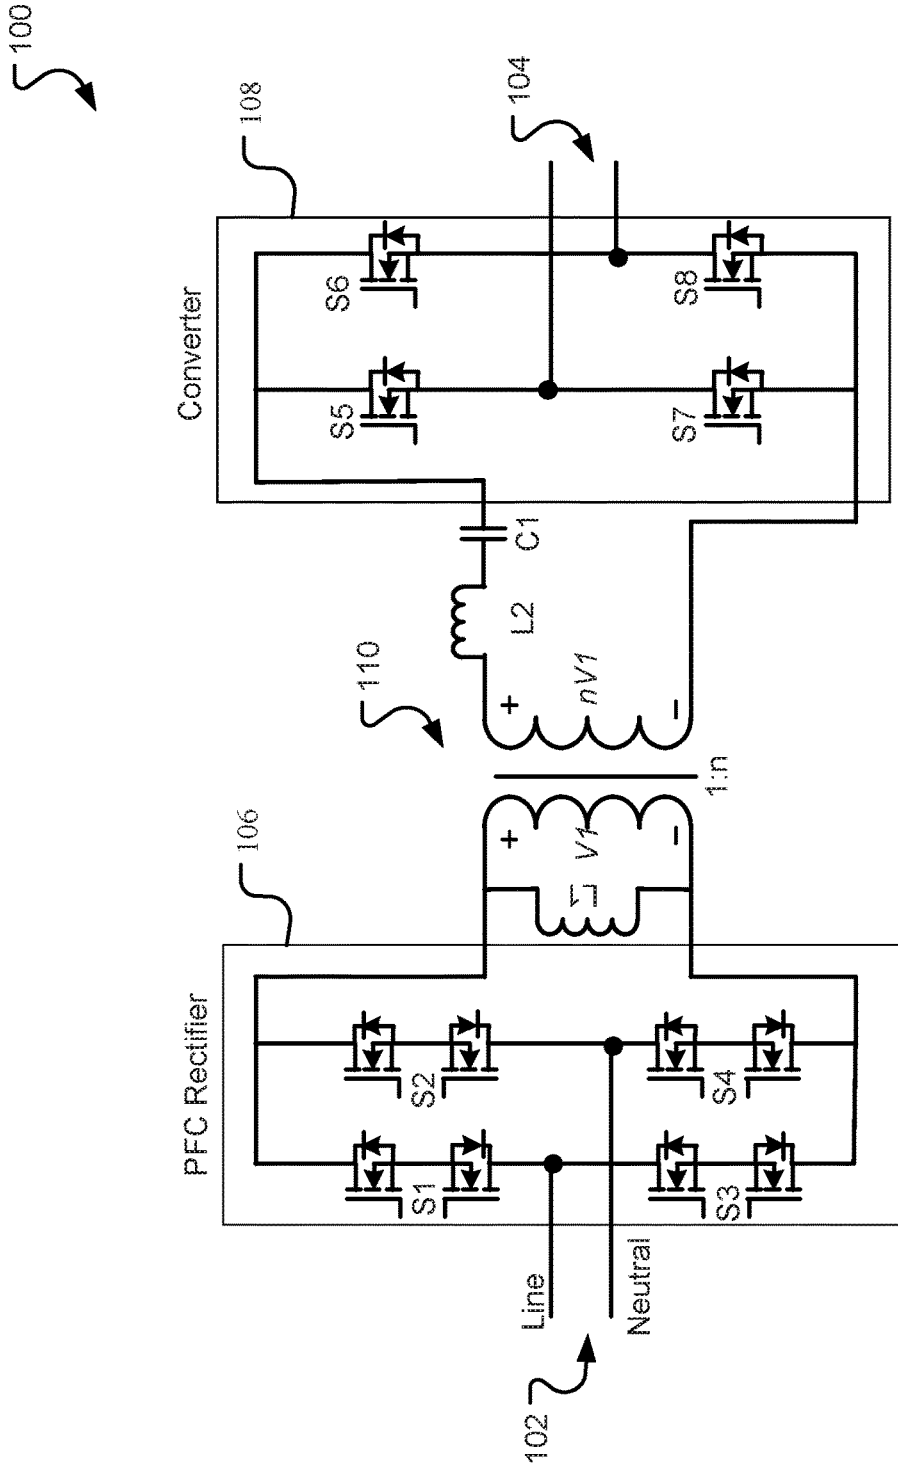 100
PFC Rectifier
106
Converter
108
110
S1
S2
S5
S6
L2
C1
Line
102
Neutral
L1
+
V1
−
+
nV1
−
1:n
104
S3
S4
S7
S8